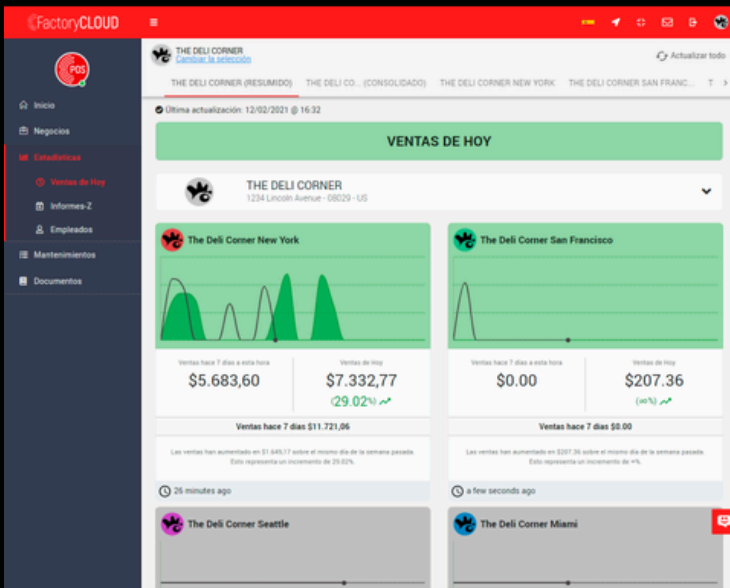 FactoryCLOUD
POS
Inicio
Negocios
Estadísticas
Ventas de Hoy
Informes-Z
Empleados
Mantenimientos
Documentos
THE DELI CORNER
Cambiar la selección
Actualizar todo
THE DELI CORNER (RESUMIDO) THE DELI CO... (CONSOLIDADO) THE DELI CORNER NEW YORK THE DELI CORNER SAN FRANC... T
Última actualización: 12/02/2021 @ 16:32
VENTAS DE HOY
THE DELI CORNER
1234 Lincoln Avenue - 08029 - US
The Deli Corner New York
Ventas hace 7 días a esta hora
$5.683,60
Ventas de Hoy
$7.332,77
(29.02%)
Ventas hace 7 días $11.721,06
Las ventas han aumentado en $1.649,17 sobre el mismo día de la semana pasada.
Esto representa un incremento de 29.02%.
26 minutes ago
The Deli Corner San Francisco
Ventas hace 7 días a esta hora
$0.00
Ventas de Hoy
$207.36
(∞%)
Ventas hace 7 días $0.00
Las ventas han aumentado en $207.36 sobre el mismo día de la semana pasada.
Esto representa un incremento de ∞%.
a few seconds ago
The Deli Corner Seattle
The Deli Corner Miami